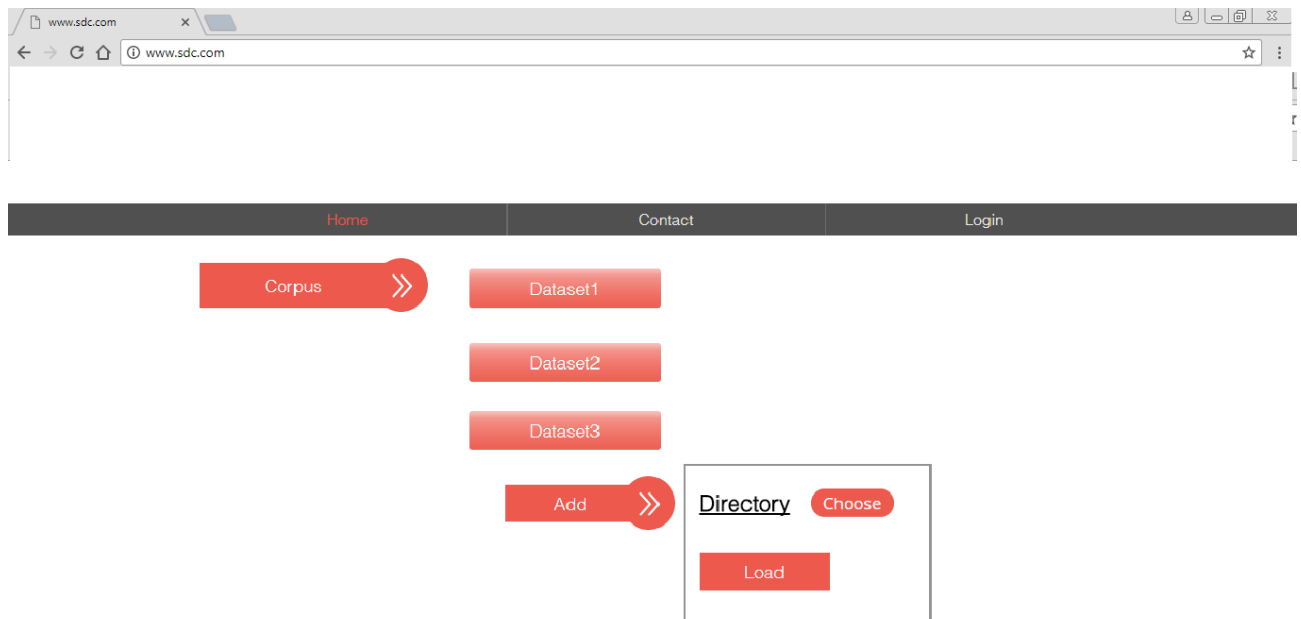 www.sdc.com
www.sdc.com
Home Contact Login
Corpus Dataset1
Dataset2
Dataset3
Add Directory Choose
Load